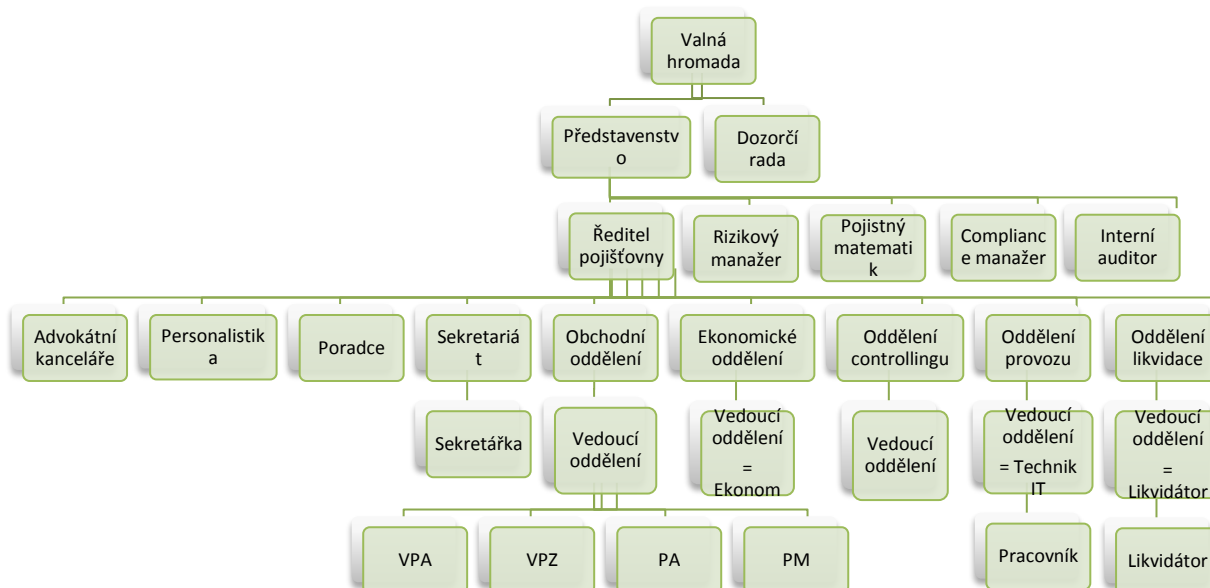 Valná
hromada
Představenstv
o
Dozorčí
rada
Ředitel
pojišťovny
Rizikový
manažer
Pojistný
matemati
k
Complianc
e manažer
Interní
auditor
Advokátní
kanceláře
Personalistik
a
Poradce
Sekretariá
t
Obchodní
oddělení
Ekonomické
oddělení
Oddělení
controllingu
Oddělení
provozu
Oddělení
likvidace
Sekretářka
Vedoucí
oddělení
Vedoucí
oddělení
=
Ekonom
Vedoucí
oddělení
Vedoucí
oddělení
= Technik
IT
Vedoucí
oddělení
=
Likvidátor
VPA
VPZ
PA
PM
Pracovník
Likvidátor